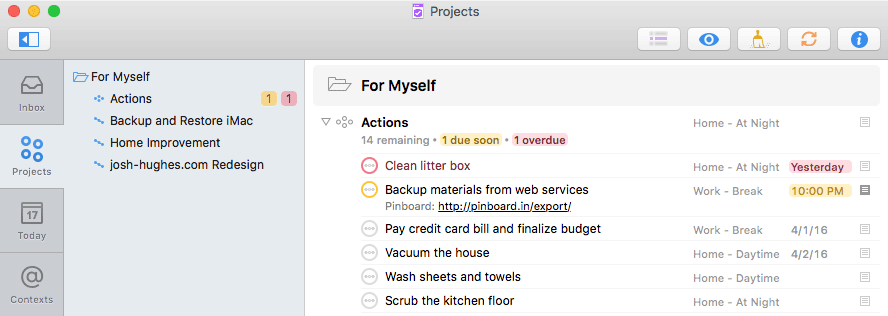 Projects
Inbox
Projects
17
Today
@
Contexts
For Myself
Actions 1 1
Backup and Restore iMac
Home Improvement
josh-hughes.com Redesign
For Myself
Actions Home - At Night
14 remaining • 1 due soon • 1 overdue
Clean litter box Home - At Night Yesterday
Backup materials from web services Work - Break 10:00 PM
Pinboard: http://pinboard.in/export/
Pay credit card bill and finalize budget Work - Break 4/1/16
Vacuum the house Home - Daytime 4/2/16
Wash sheets and towels Home - Daytime
Scrub the kitchen floor Home - At Night